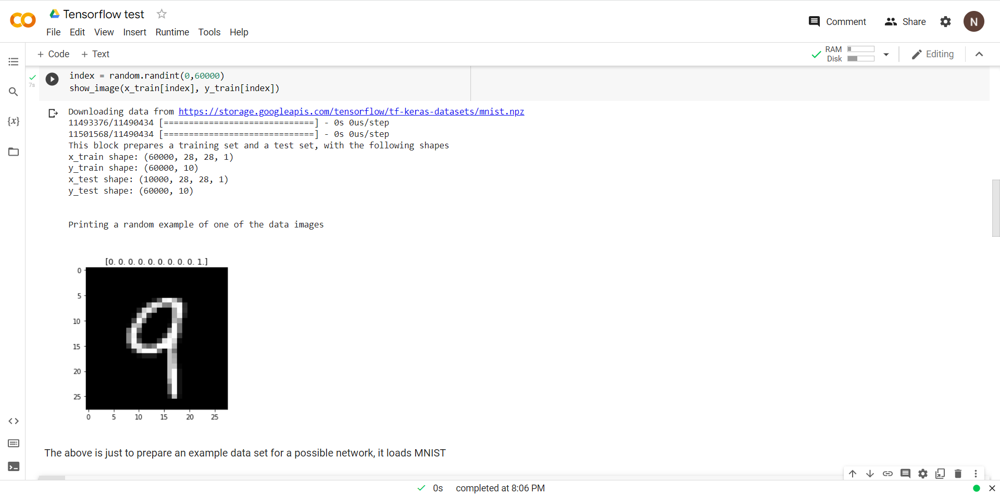 Tensorflow test
File Edit View Insert Runtime Tools Help
Comment Share N
+ Code + Text
RAM
Disk
Editing
7s
index = random.randint(0,60000)
show_image(x_train[index], y_train[index])
Downloading data from https://storage.googleapis.com/tensorflow/tf-keras-datasets/mnist.npz
11493376/11490434 [==============================] - 0s 0us/step
11501568/11490434 [==============================] - 0s 0us/step
This block prepares a training set and a test set, with the following shapes
x_train shape: (60000, 28, 28, 1)
y_train shape: (60000, 10)
x_test shape: (10000, 28, 28, 1)
y_test shape: (60000, 10)
Printing a random example of one of the data images
[0. 0. 0. 0. 0. 0. 0. 0. 0. 1.]
0
5
10
15
20
25
9
0 5 10 15 20 25
The above is just to prepare an example data set for a possible network, it loads MNIST
0s completed at 8:06 PM